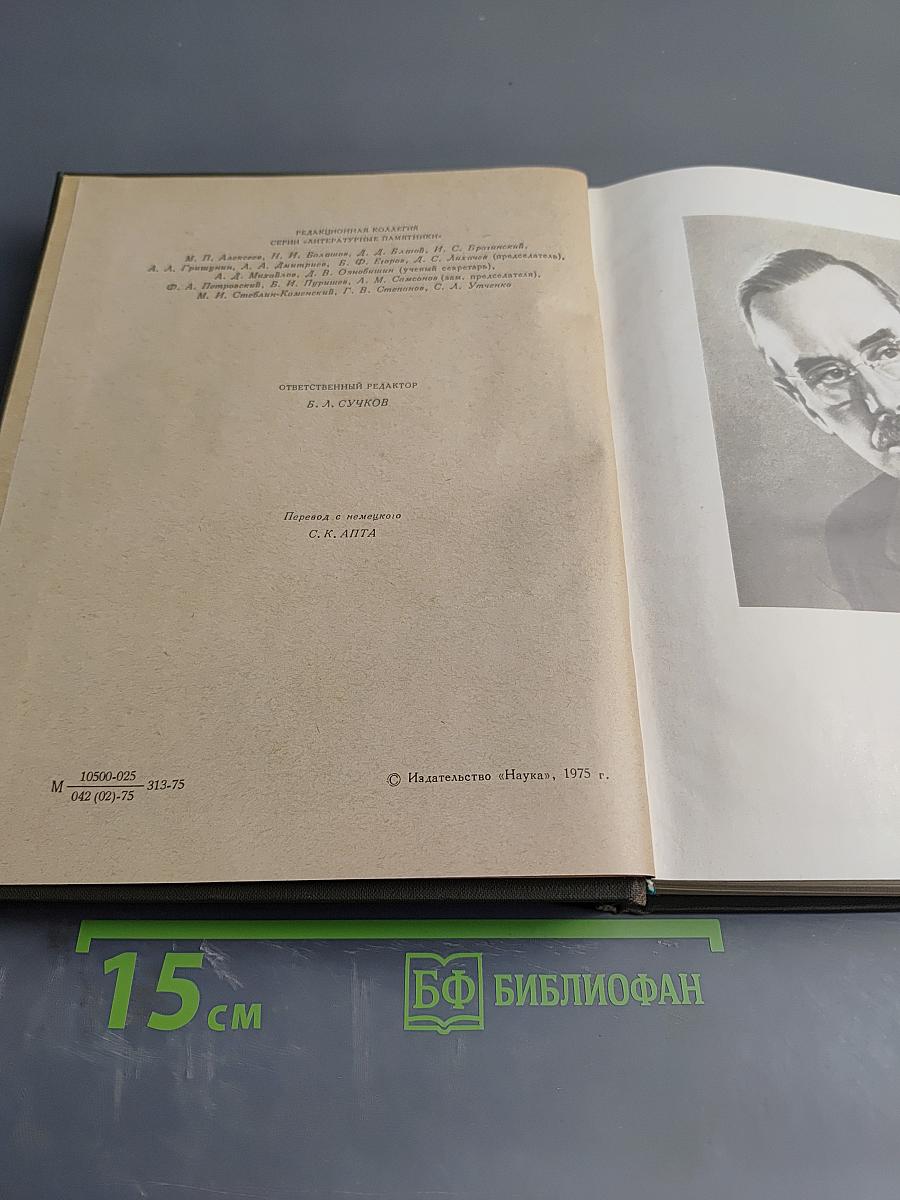 РЕДАКЦИОННАЯ КОЛЛЕГИЯ
СЕРИИ «ЛИТЕРАТУРНЫЕ ПАМЯТНИКИ»
М. П. Алексеев, Н. И. Балашов, Д. Д. Благой, И. С. Брагинский,
А. Л. Гришунин, Л. А. Дмитриев, Б. Ф. Егоров, Д. С. Лихачев (председатель),
А. Д. Михайлов, Д. В. Ознобишин (ученый секретарь),
Ф. А. Петровский, Б. И. Пуришев, А. М. Самсонов (зам. председателя),
М. И. Стеблин-Каменский, Г. В. Степанов, С. Л. Утченко
ОТВЕТСТВЕННЫЙ РЕДАКТОР
Б. Л. СУЧКОВ
Перевод с немецкого
С. К. АПТА
М 10500-025
042 (02)-75 313-75
© Издательство «Наука», 1975 г.
15 см
БФ БИБЛИОФАН